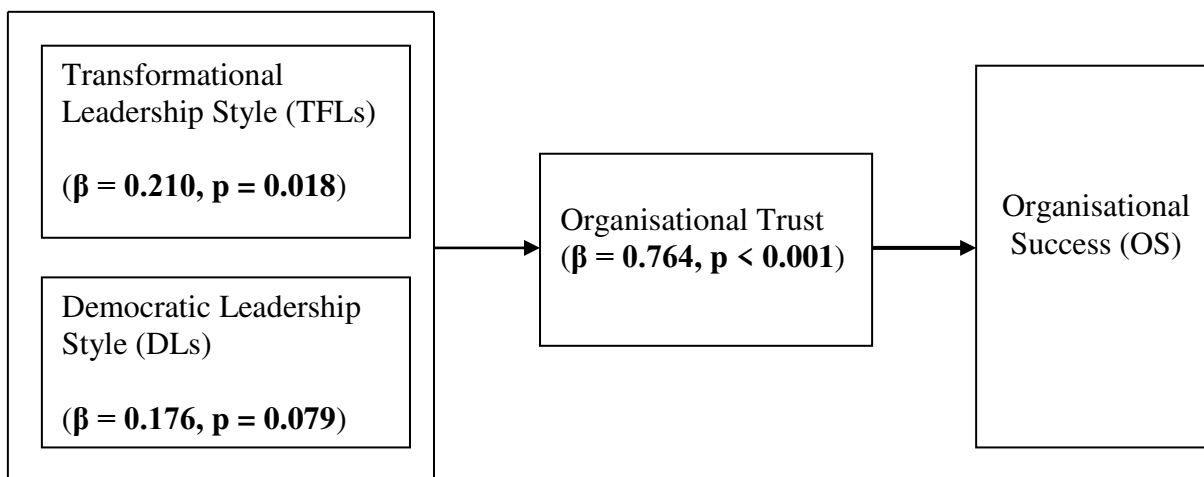 Transformational
Leadership Style (TFLs)
(β = 0.210, p = 0.018)
Democratic Leadership
Style (DLs)
(β = 0.176, p = 0.079)
Organisational Trust
(β = 0.764, p < 0.001)
Organisational
Success (OS)